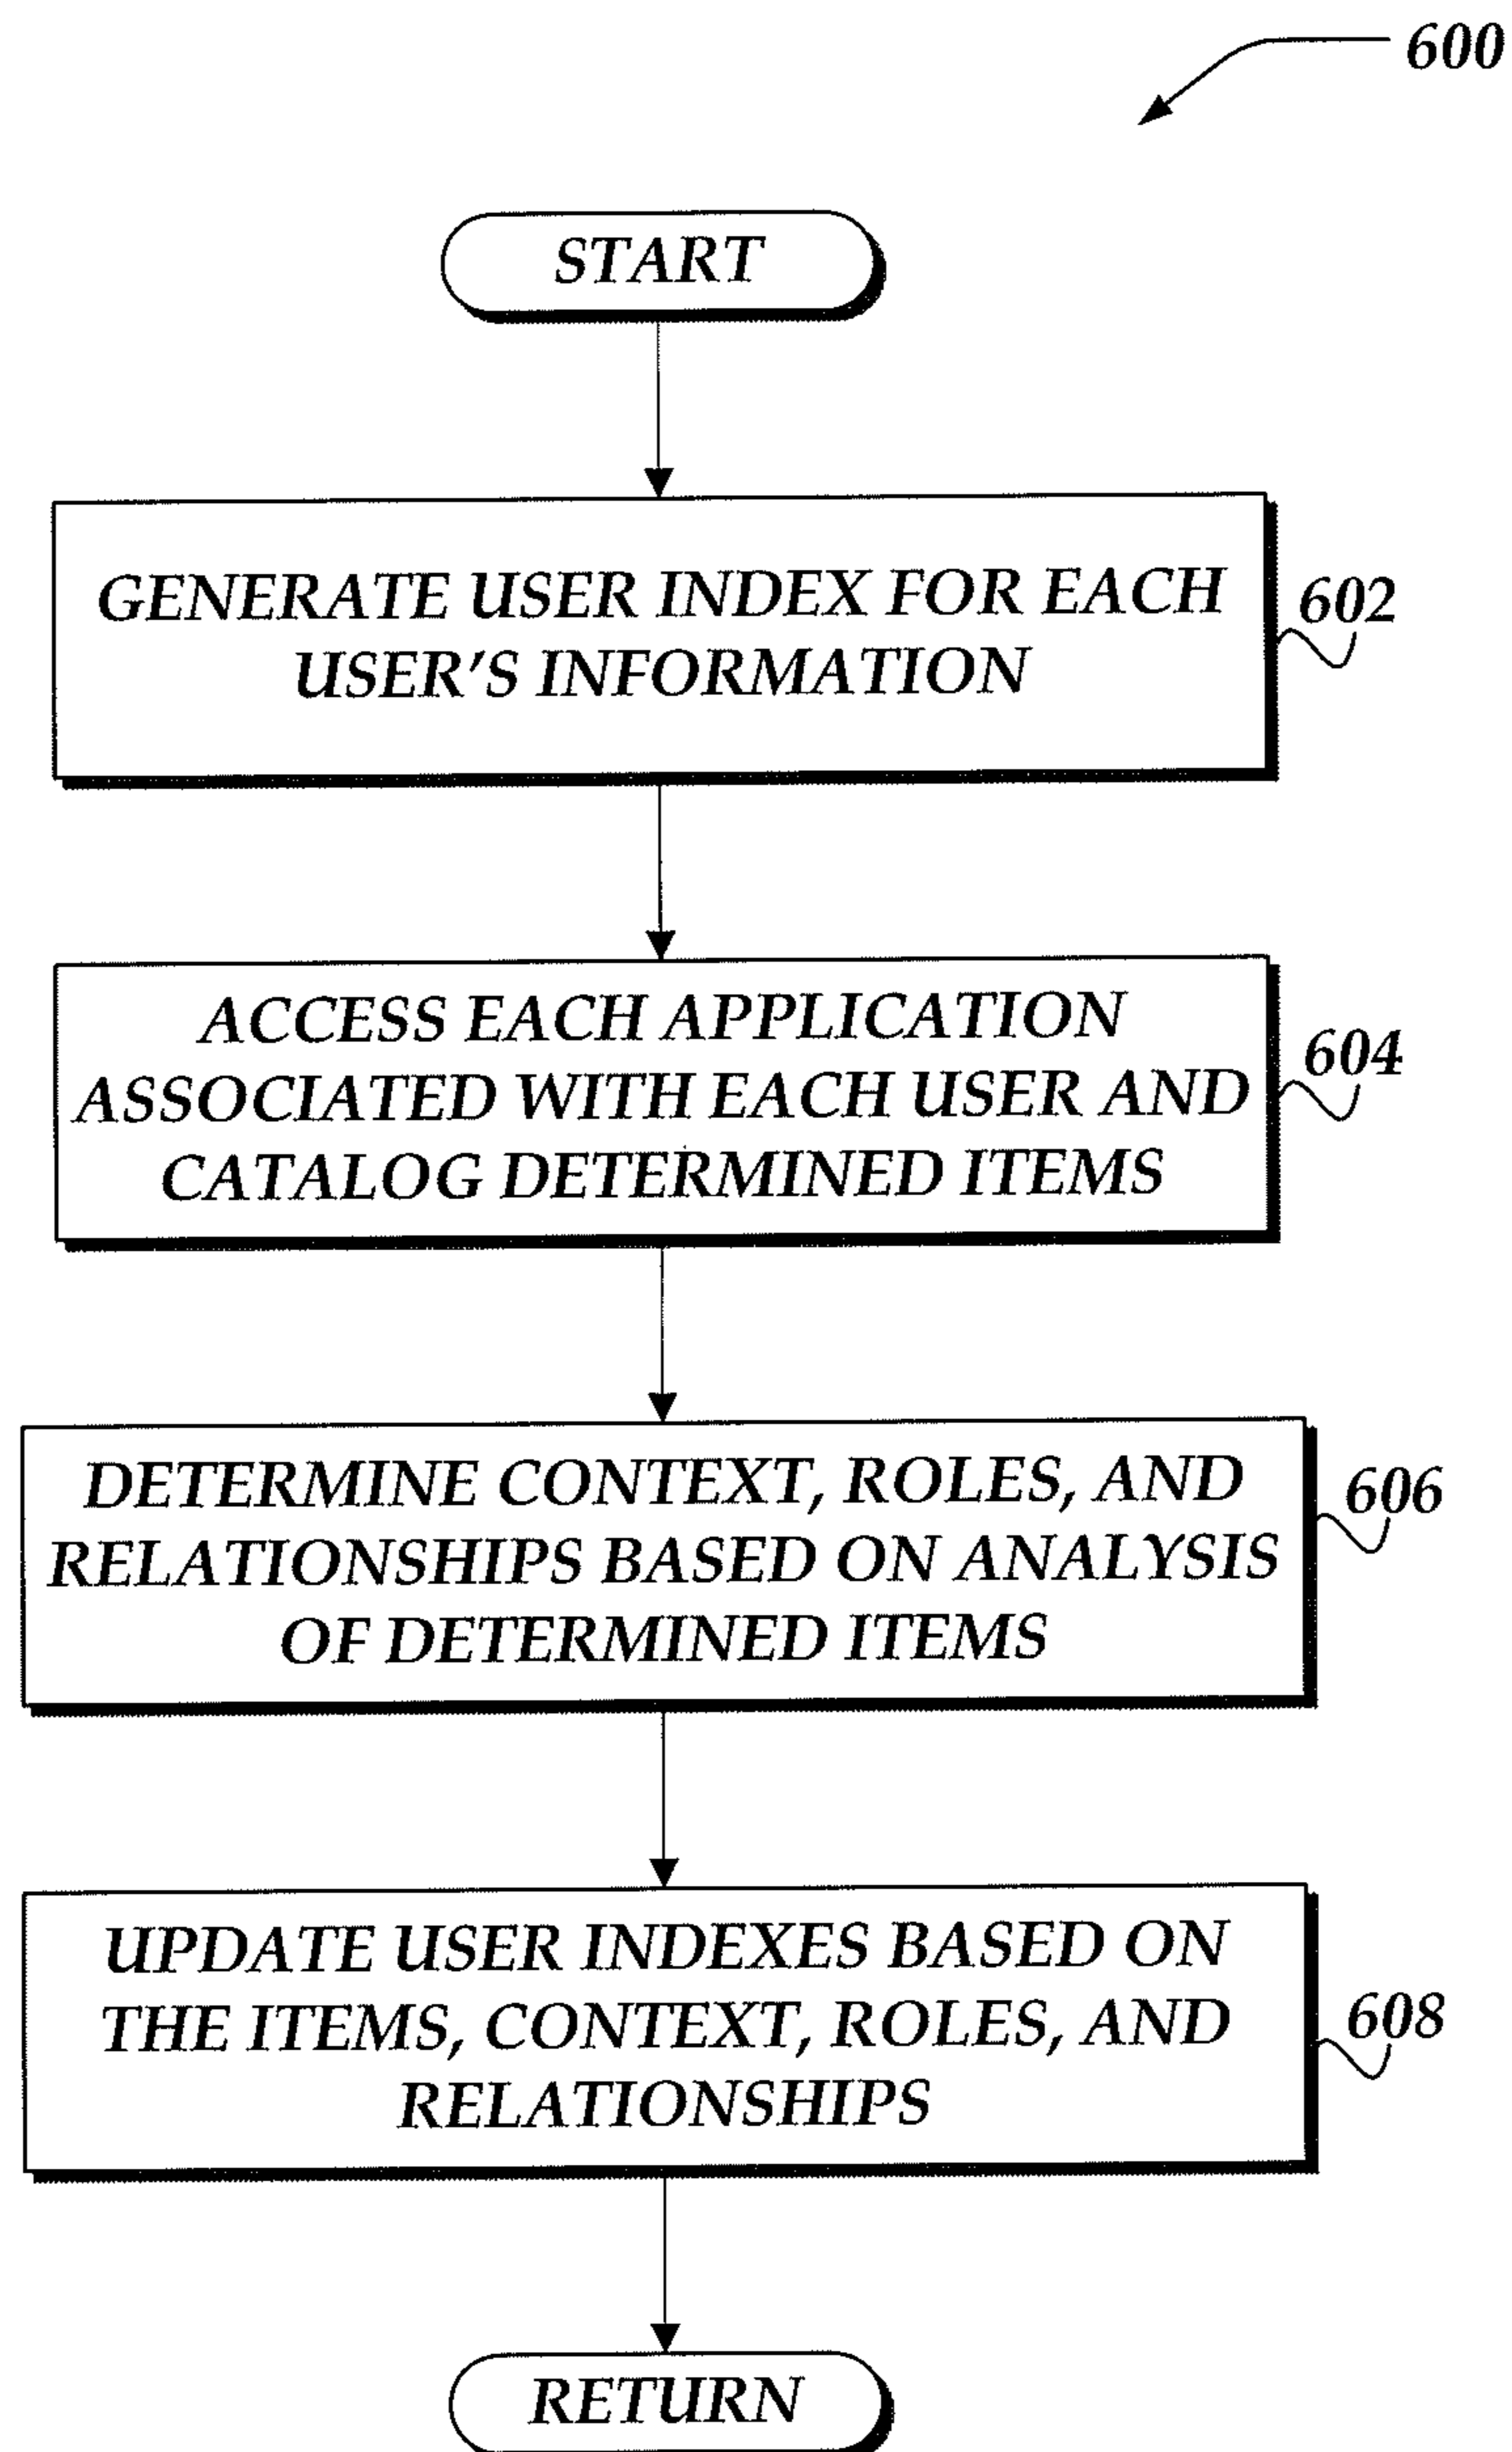 600
START
GENERATE USER INDEX FOR EACH
USER'S INFORMATION
602
ACCESS EACH APPLICATION
ASSOCIATED WITH EACH USER AND
CATALOG DETERMINED ITEMS
604
DETERMINE CONTEXT, ROLES, AND
RELATIONSHIPS BASED ON ANALYSIS
OF DETERMINED ITEMS
606
UPDATE USER INDEXES BASED ON
THE ITEMS, CONTEXT, ROLES, AND
RELATIONSHIPS
608
RETURN